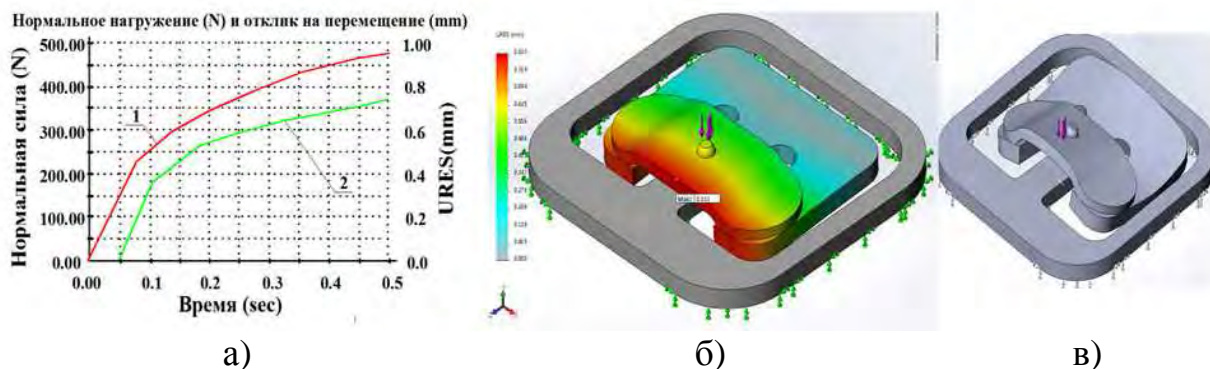 Нормальное нагружение (N) и отклик на перемещение (mm)
Нормальная сила (N)
500.00
400.00
300.00
200.00
100.00
0.00
1
2
1.00
0.8
0.6
0.4
0.2
0.0
URES(mm)
0.00 0.1 0.2 0.3 0.4 0.5
Время (sec)
URES (mm)
а) б) в)